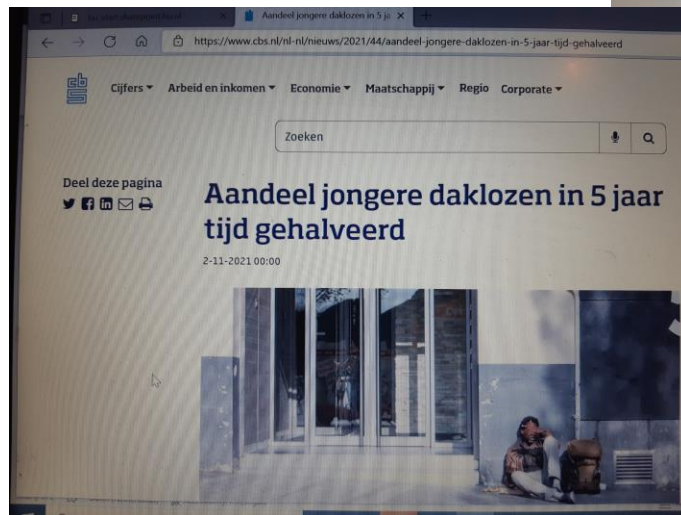 Aandeel jongere daklozen in 5 ja
https://www.cbs.nl/nl-nl/nieuws/2021/44/aandeel-jongere-daklozen-in-5-jaar-tijd-gehalveerd
cbs
Cijfers Arbeid en inkomen Economie Maatschappij Regio Corporate
Zoeken
Deel deze pagina
Aandeel jongere daklozen in 5 jaar
tijd gehalveerd
2-11-2021 00:00